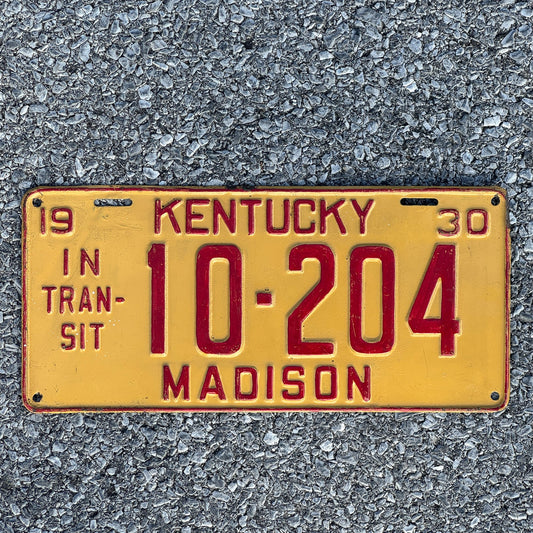 19 KENTUCKY 30
IN TRAN-SIT
10-204
MADISON